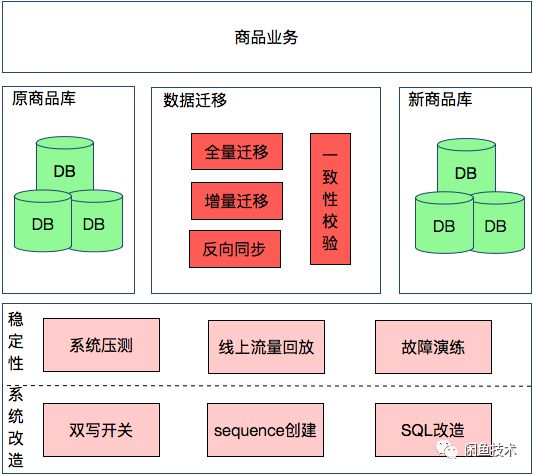 商品业务
原商品库
DB
DB
DB
数据迁移
全量迁移
增量迁移
反向同步
一致性校验
新商品库
DB
DB
DB
稳定性
系统压测
线上流量回放
故障演练
系统改造
双写开关
sequence创建
SQL改造
闲鱼技术